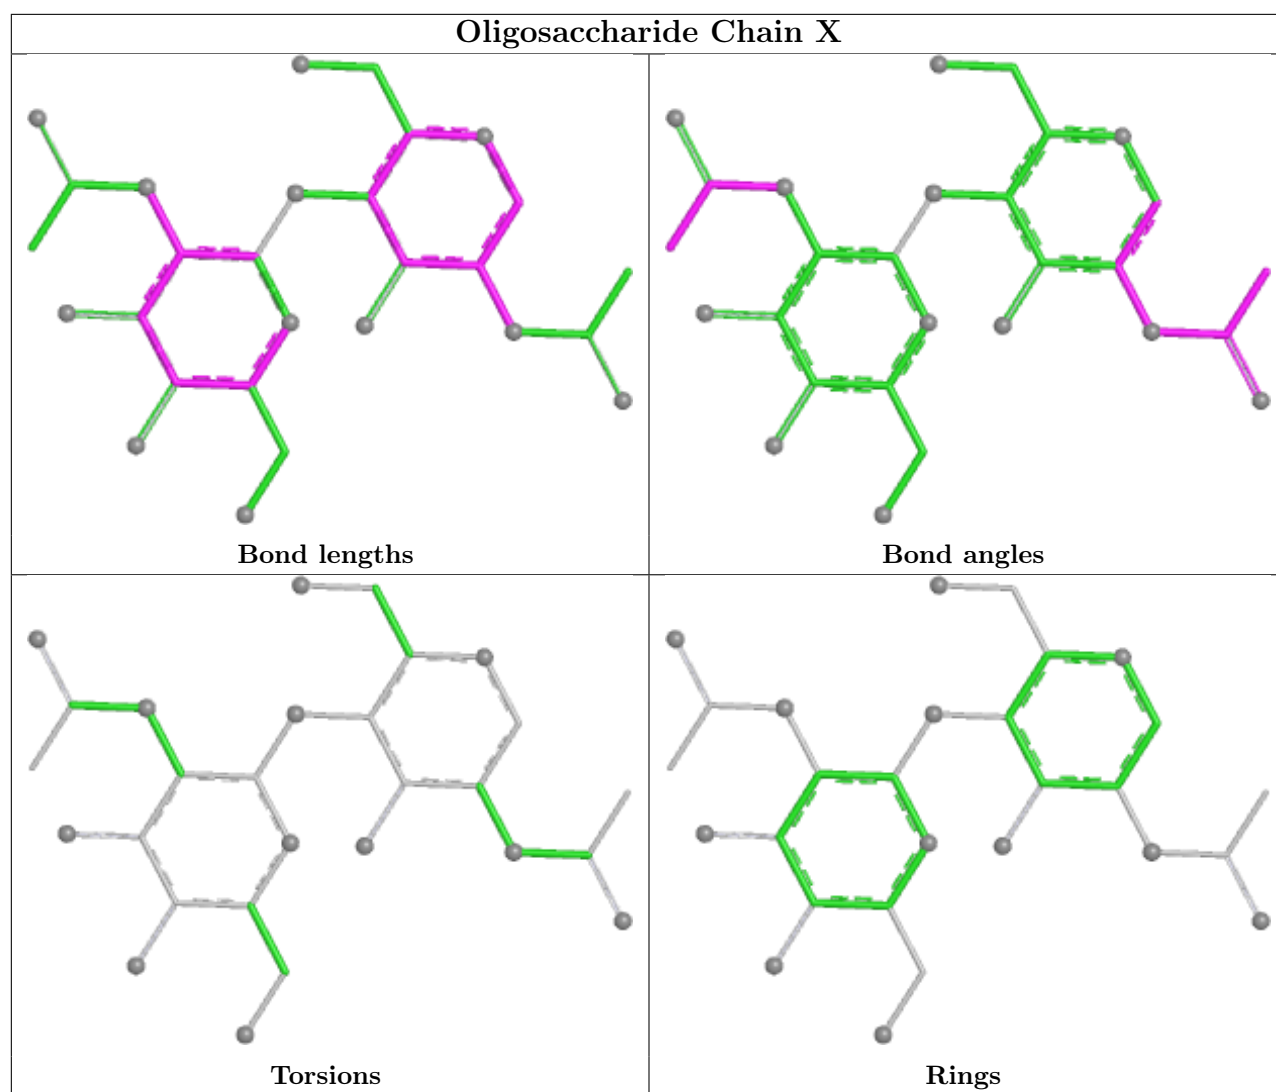 Oligosaccharide Chain X
Bond lengths
Bond angles
Torsions
Rings